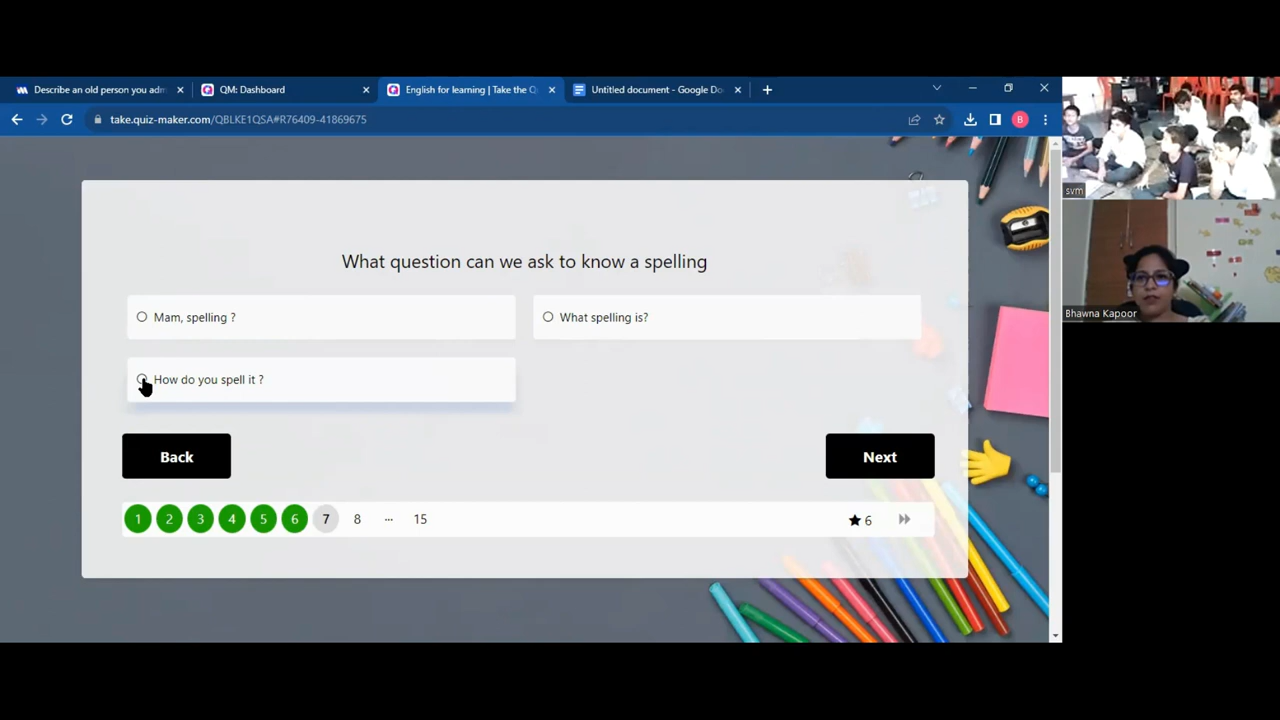 Describe an old person you adm
QM: Dashboard
English for learning | Take the Q
Untitled document - Google Do
take.quiz-maker.com/QBLKE1QSA#R76409-41869675
B
svm
Bhawna Kapoor
What question can we ask to know a spelling
Mam, spelling ?
What spelling is?
How do you spell it ?
Back
Next
1 2 3 4 5 6 7 8 ... 15
6